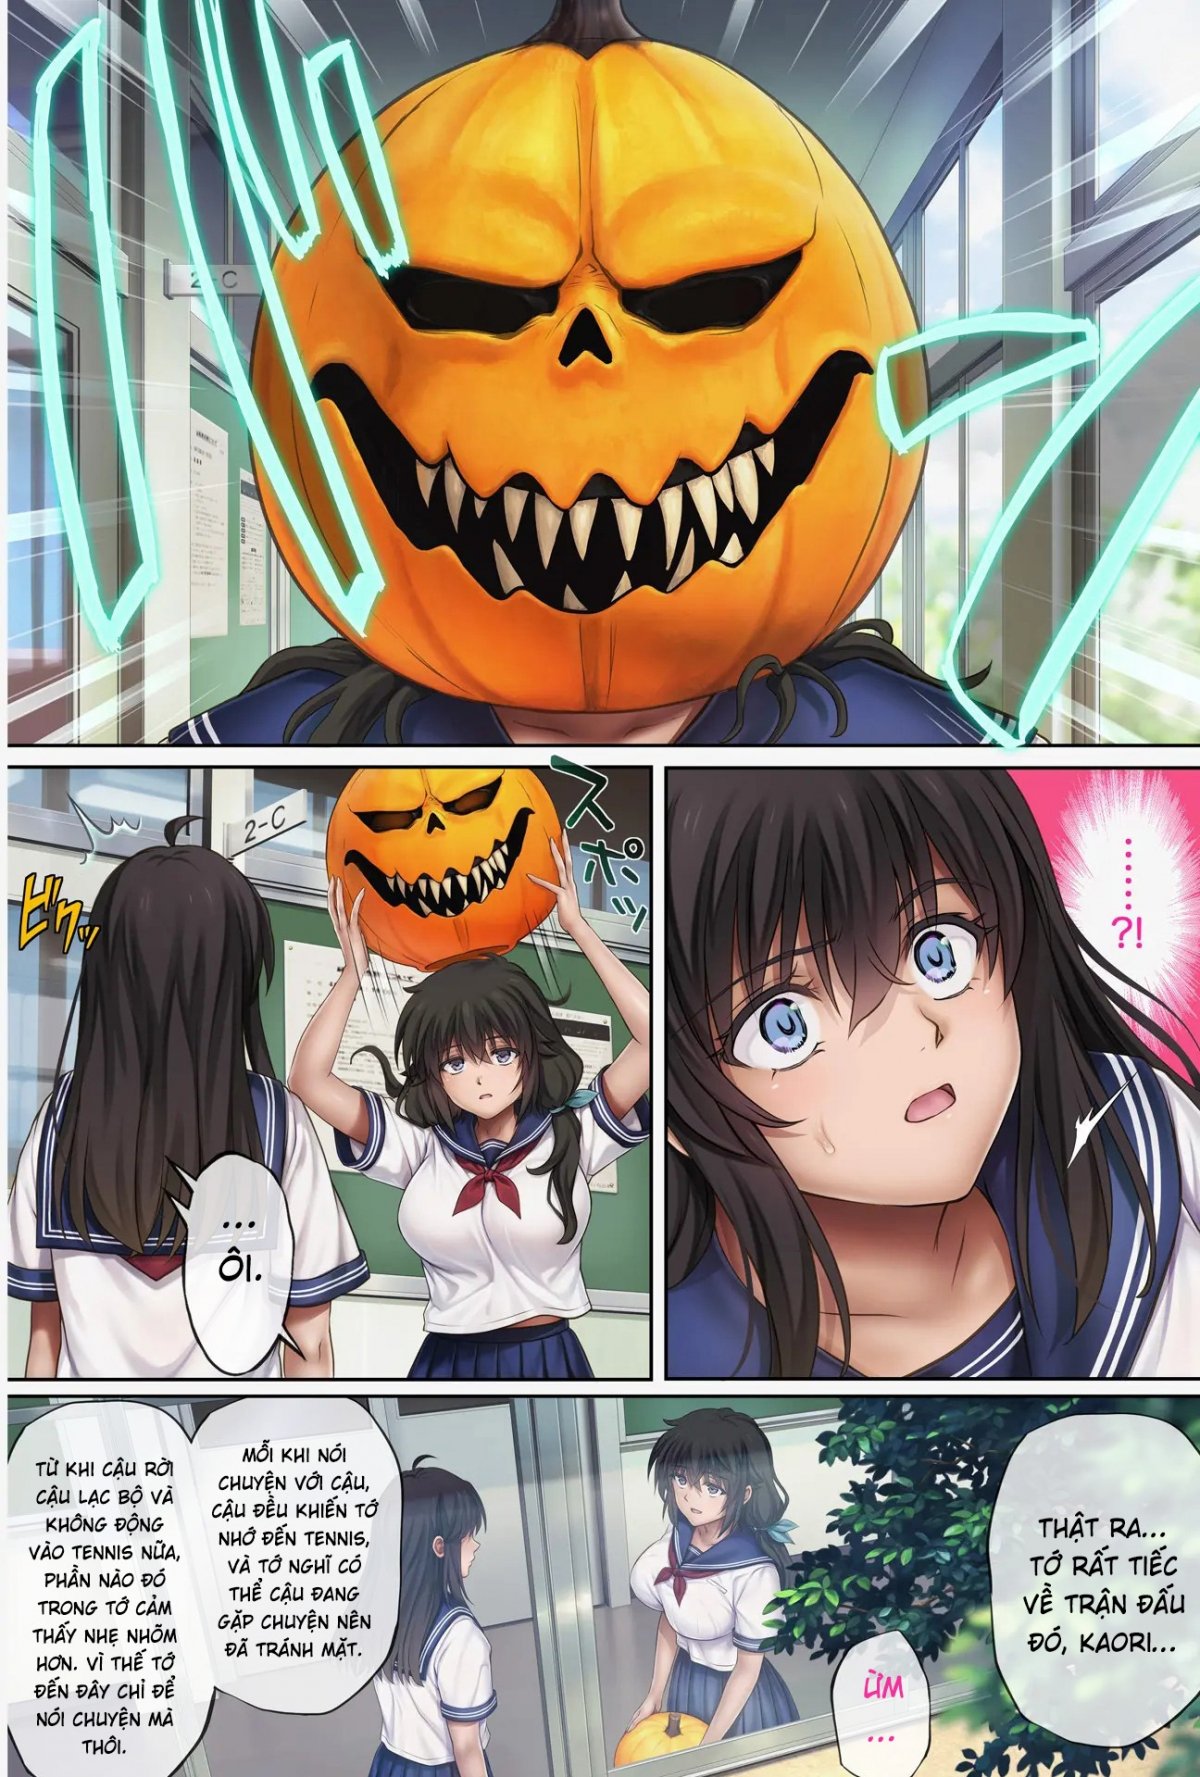 2-C
スポッ
2-C
ビクッ
...
ÔI.
.......
?!
THẬT RA...
TỚ RẤT TIẾC
VỀ TRẬN ĐẤU
ĐÓ, KAORI...
ỪM
...
MỖI KHI NÓI
CHUYỆN VỚI CẬU,
CẬU ĐỀU KHIẾN TỚ
NHỚ ĐẾN TENNIS,
VÀ TỚ NGHĨ CÓ
THỂ CẬU ĐANG
GẶP CHUYỆN NÊN
ĐÃ TRÁNH MẶT.
TỪ KHI CẬU RỜI
CÂU LẠC BỘ VÀ
KHÔNG ĐỘNG
VÀO TENNIS NỮA,
PHẦN NÀO ĐÓ
TRONG TỚ CẢM
THẤY NHẸ NHÕM
HƠN. VÌ THẾ TỚ
ĐẾN ĐÂY CHỈ ĐỂ
NÓI CHUYỆN MÀ
THÔI.